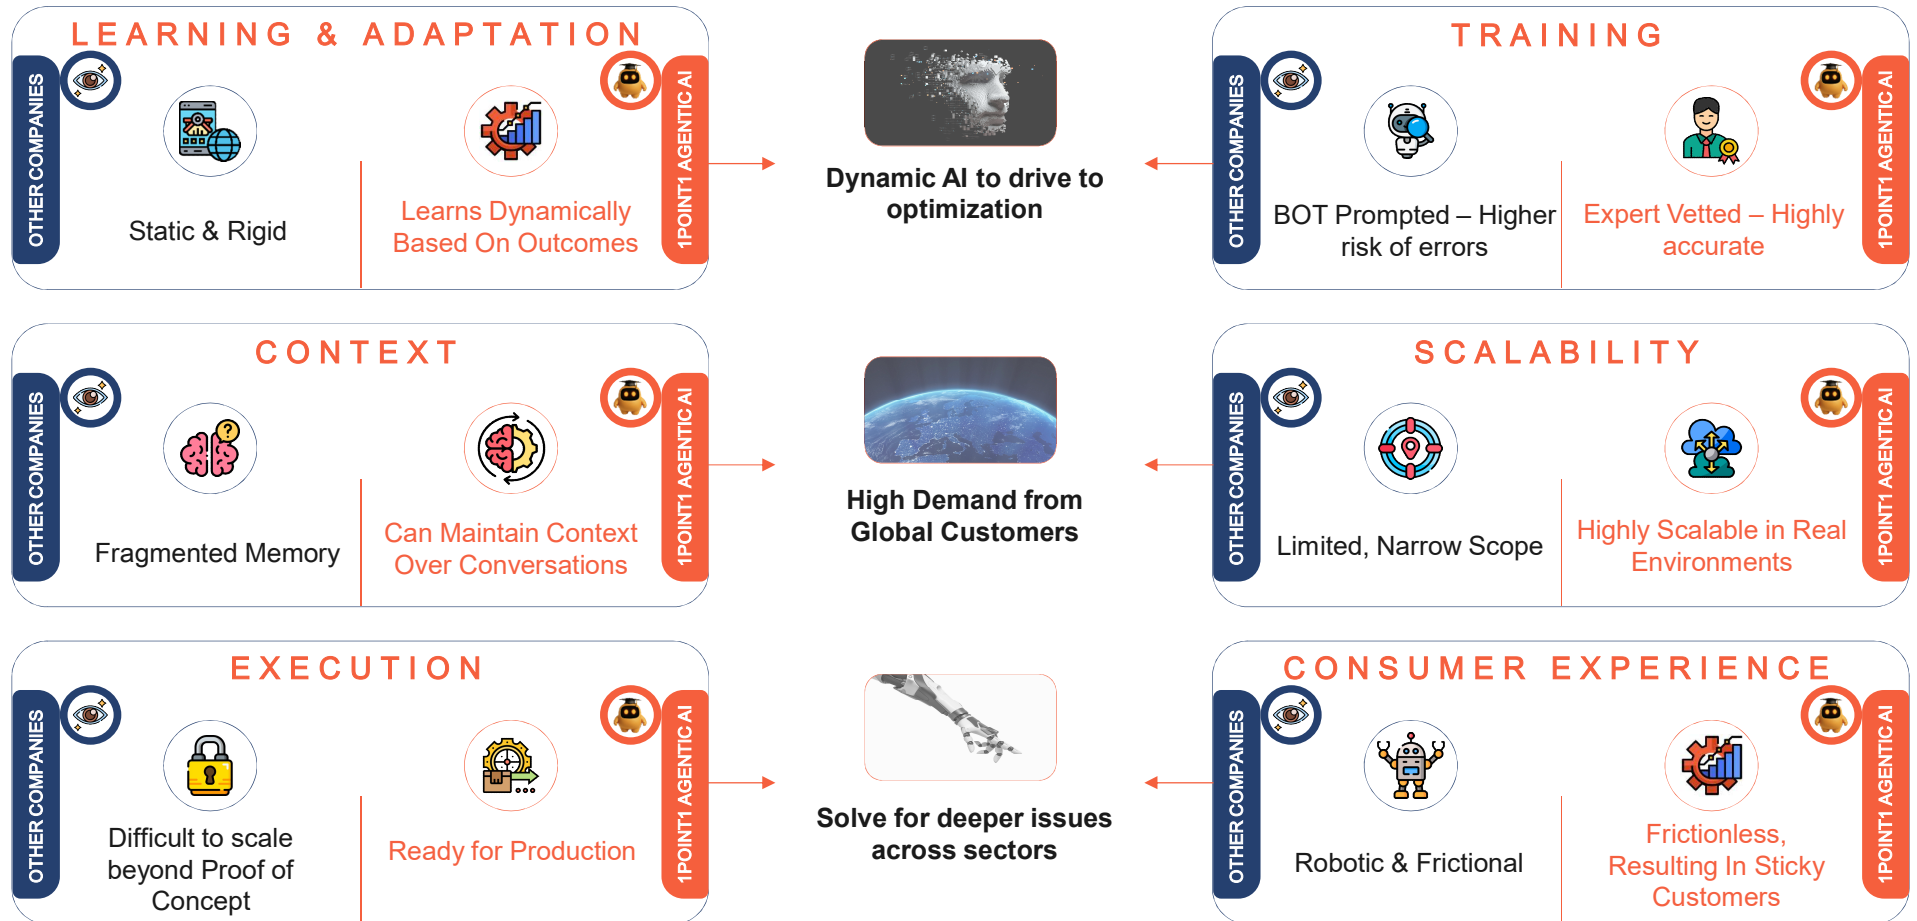 LEARNING & ADAPTATION
OTHER COMPANIES
Static & Rigid
Learns Dynamically
Based On Outcomes
1POINT1 AGENTIC AI
Dynamic AI to drive to
optimization
TRAINING
OTHER COMPANIES
BOT Prompted – Higher
risk of errors
Expert Vetted – Highly
accurate
1POINT1 AGENTIC AI
CONTEXT
OTHER COMPANIES
Fragmented Memory
Can Maintain Context
Over Conversations
1POINT1 AGENTIC AI
High Demand from
Global Customers
SCALABILITY
OTHER COMPANIES
Limited, Narrow Scope
Highly Scalable in Real
Environments
1POINT1 AGENTIC AI
EXECUTION
OTHER COMPANIES
Difficult to scale
beyond Proof of
Concept
Ready for Production
1POINT1 AGENTIC AI
Solve for deeper issues
across sectors
CONSUMER EXPERIENCE
OTHER COMPANIES
Robotic & Frictional
Frictionless,
Resulting In Sticky
Customers
1POINT1 AGENTIC AI